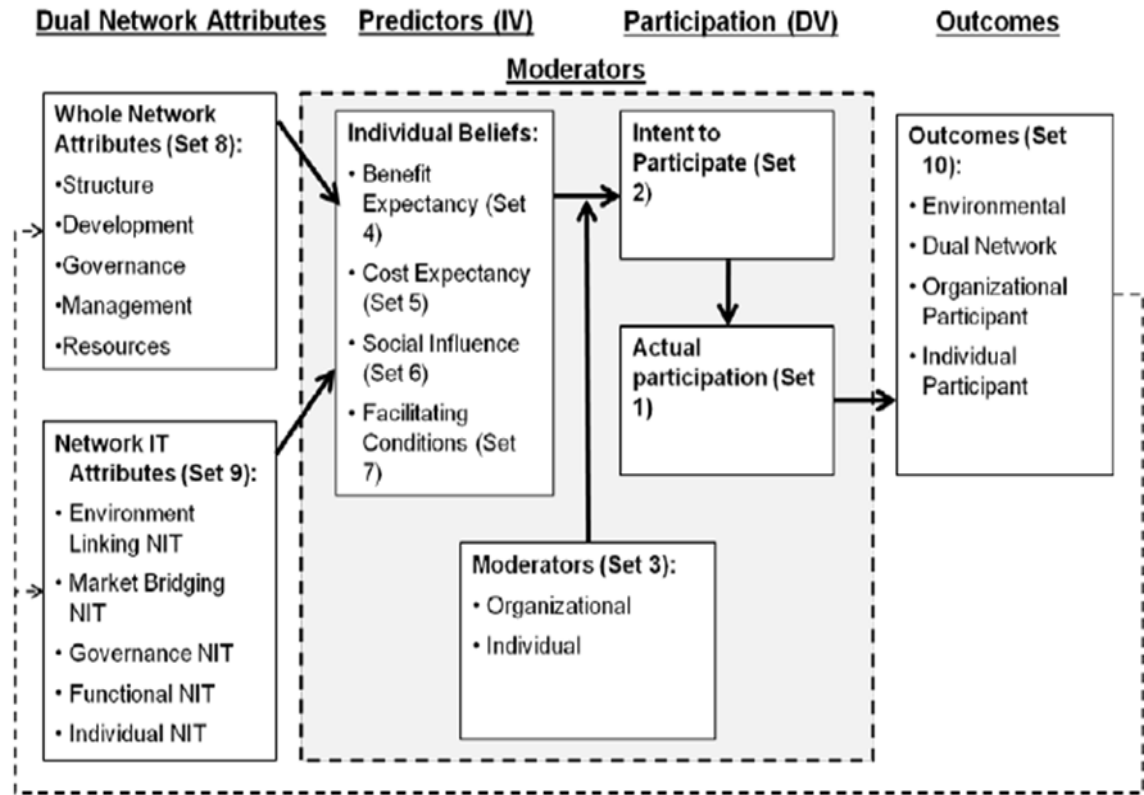 Dual Network Attributes
Predictors (IV)
Participation (DV)
Outcomes
Moderators
Whole Network
Attributes (Set 8):
•Structure
•Development
•Governance
•Management
•Resources
Network IT
Attributes (Set 9):
• Environment
Linking NIT
• Market Bridging
NIT
• Governance NIT
• Functional NIT
• Individual NIT
Individual Beliefs:
• Benefit
Expectancy (Set
4)
• Cost Expectancy
(Set 5)
• Social Influence
(Set 6)
• Facilitating
Conditions (Set
7)
Intent to
Participate (Set
2)
Actual
participation (Set
1)
Moderators (Set 3):
• Organizational
• Individual
Outcomes (Set
10):
• Environmental
• Dual Network
• Organizational
Participant
• Individual
Participant